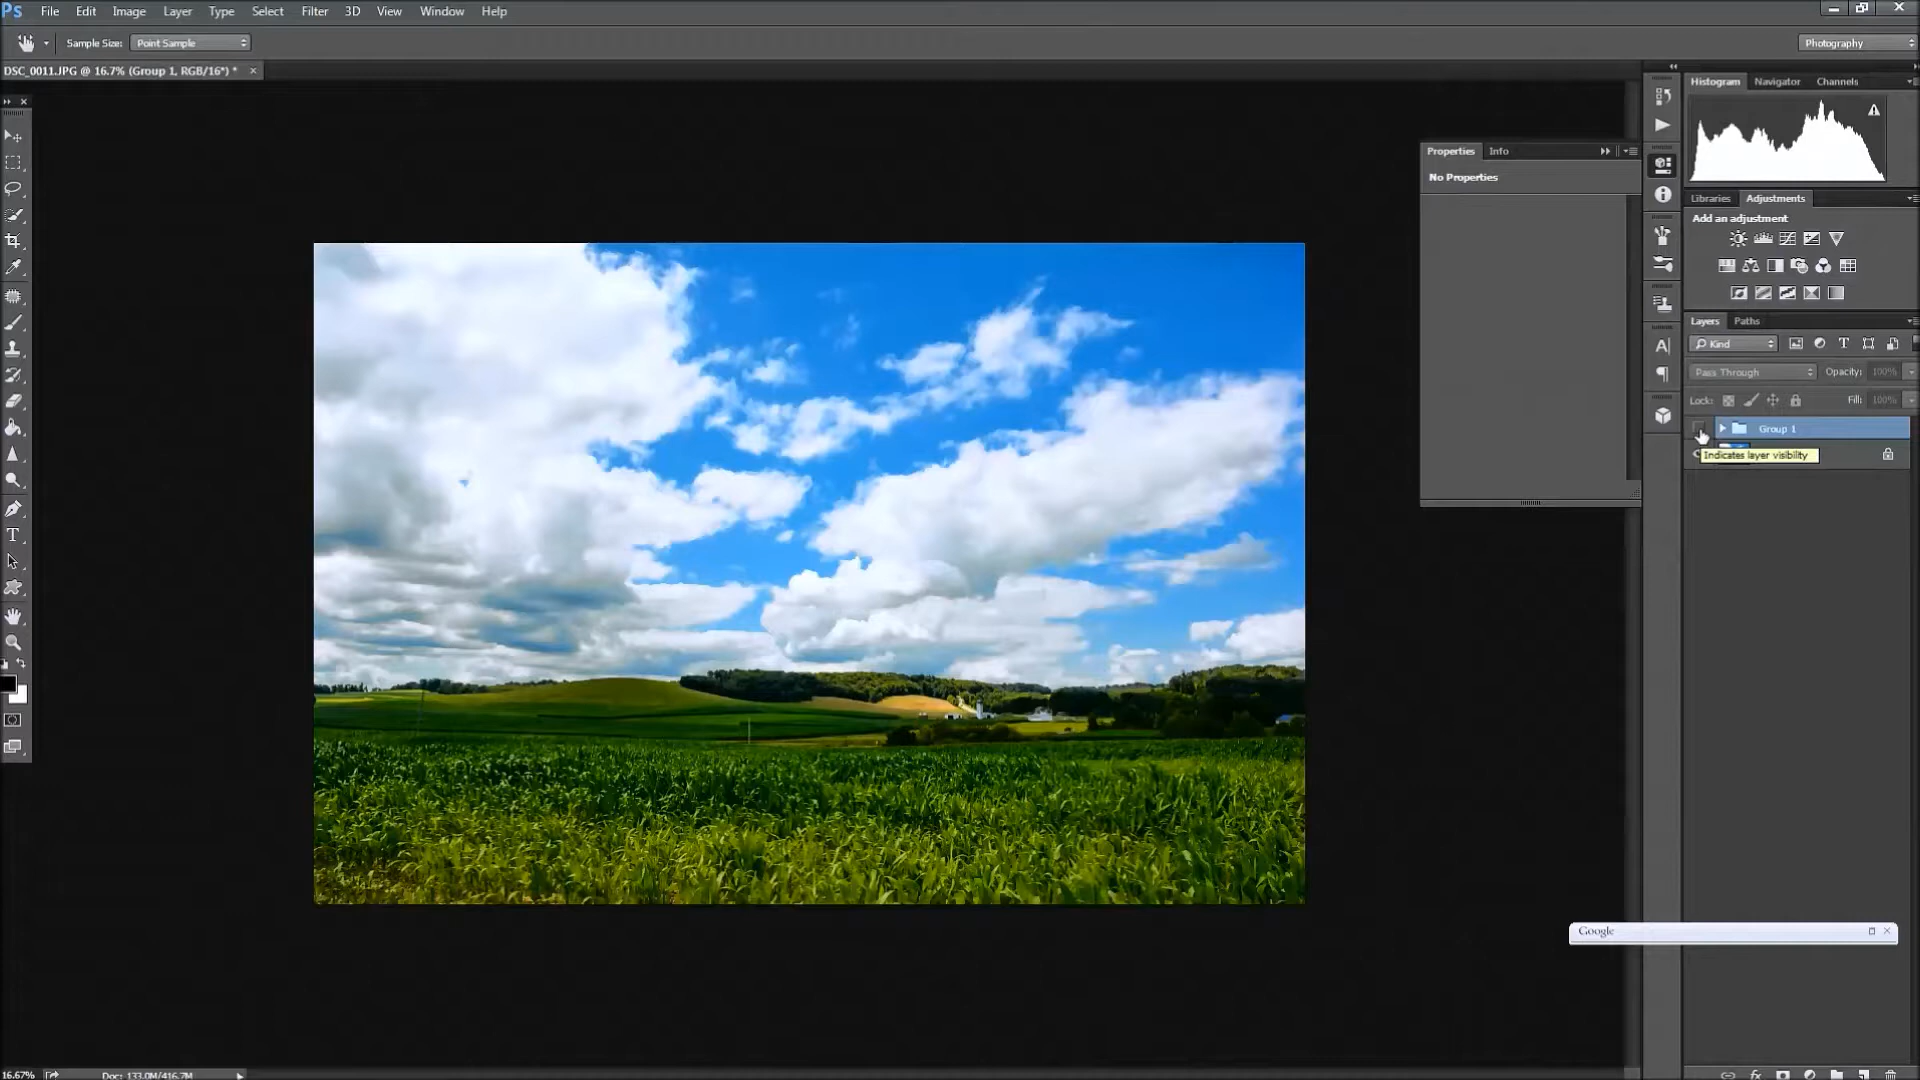 Ps File Edit Image Layer Type Select Filter 3D View Window Help
Sample Size: Point Sample
Photography
DSC_0011.JPG @ 16.7% (Group 1, RGB/16*) *
Histogram Navigator Channels
Properties Info
No Properties
Libraries Adjustments
Add an adjustment
Layers Paths
Kind
Pass Through Opacity: 100%
Lock: Fill: 100%
Group 1
Indicates layer visibility
Google
16.67% Doc: 133.0M/416.7M